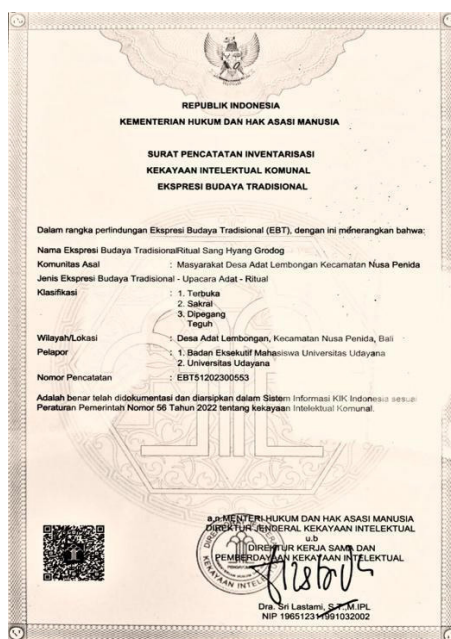 REPUBLIK INDONESIA
KEMENTERIAN HUKUM DAN HAK ASASI MANUSIA
SURAT PENCATATAN INVENTARISASI
KEKAYAAN INTELEKTUAL KOMUNAL
EKSPRESI BUDAYA TRADISIONAL
Dalam rangka perlindungan Ekspresi Budaya Tradisional (EBT), dengan ini menerangkan bahwa:
Nama Ekspresi Budaya TradisionalRitual Sang Hyang Grodog
Komunitas Asal : Masyarakat Desa Adat Lembongan Kecamatan Nusa Penida
Jenis Ekspresi Budaya Tradisional - Upacara Adat - Ritual
Klasifikasi : 1. Terbuka
2. Sakral
3. Dipegang
Teguh
Wilayah/Lokasi : Desa Adat Lembongan, Kecamatan Nusa Penida, Bali
Pelapor : 1. Badan Eksekutif Mahasiswa Universitas Udayana
2. Universitas Udayana
Nomor Pencatatan : EBT51202300553
Adalah benar telah didokumentasi dan diarsipkan dalam Sistem Informasi KIK Indonesia sesuai
Peraturan Pemerintah Nomor 56 Tahun 2022 tentang kekayaan Intelektual Komunal.
a.n.MENTERI HUKUM DAN HAK ASASI MANUSIA
DIREKTUR JENDERAL KEKAYAAN INTELEKTUAL
u.b
DIREKTUR KERJA SAMA DAN
PEMBERDAYAAN KEKAYAAN INTELEKTUAL
Dra. Sri Lastami, S.T.,M.IPL
NIP 196512311991032002